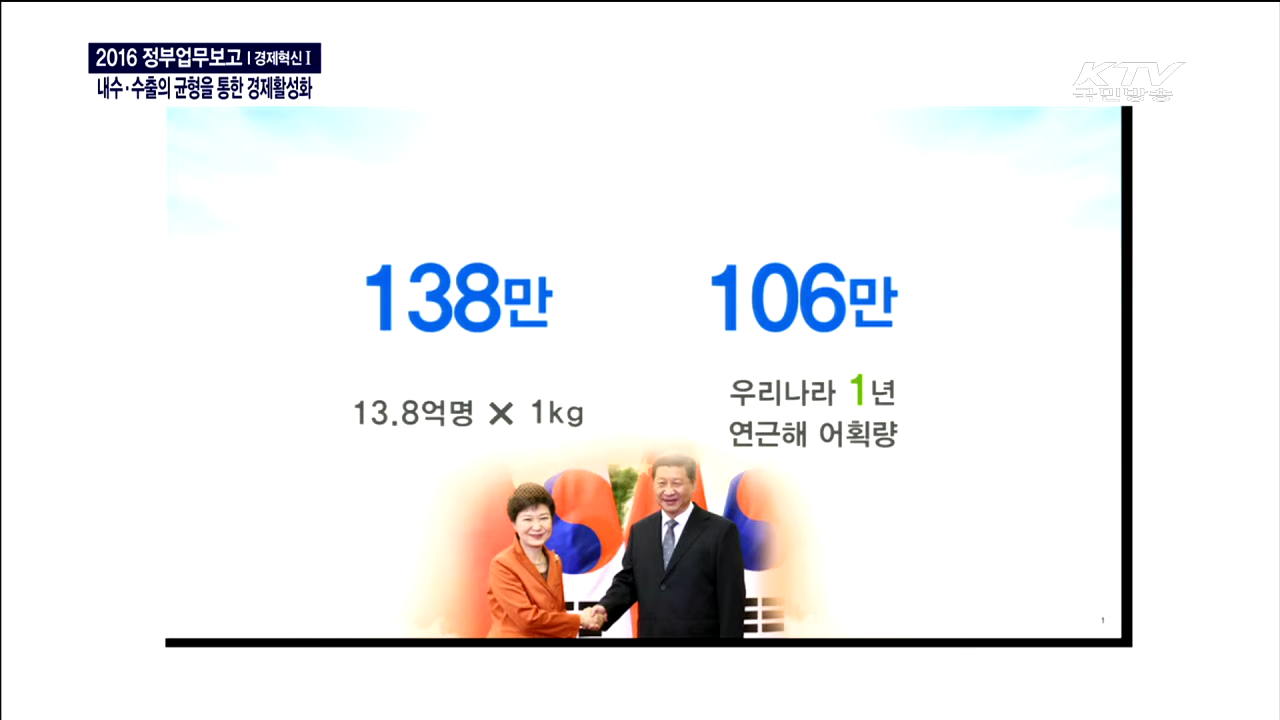 2016 정부업무보고 | 경제혁신 I
내수·수출의 균형을 통한 경제활성화
KTV
국민방송
138만
106만
13.8억명 × 1kg
우리나라 1년
연근해 어획량
1